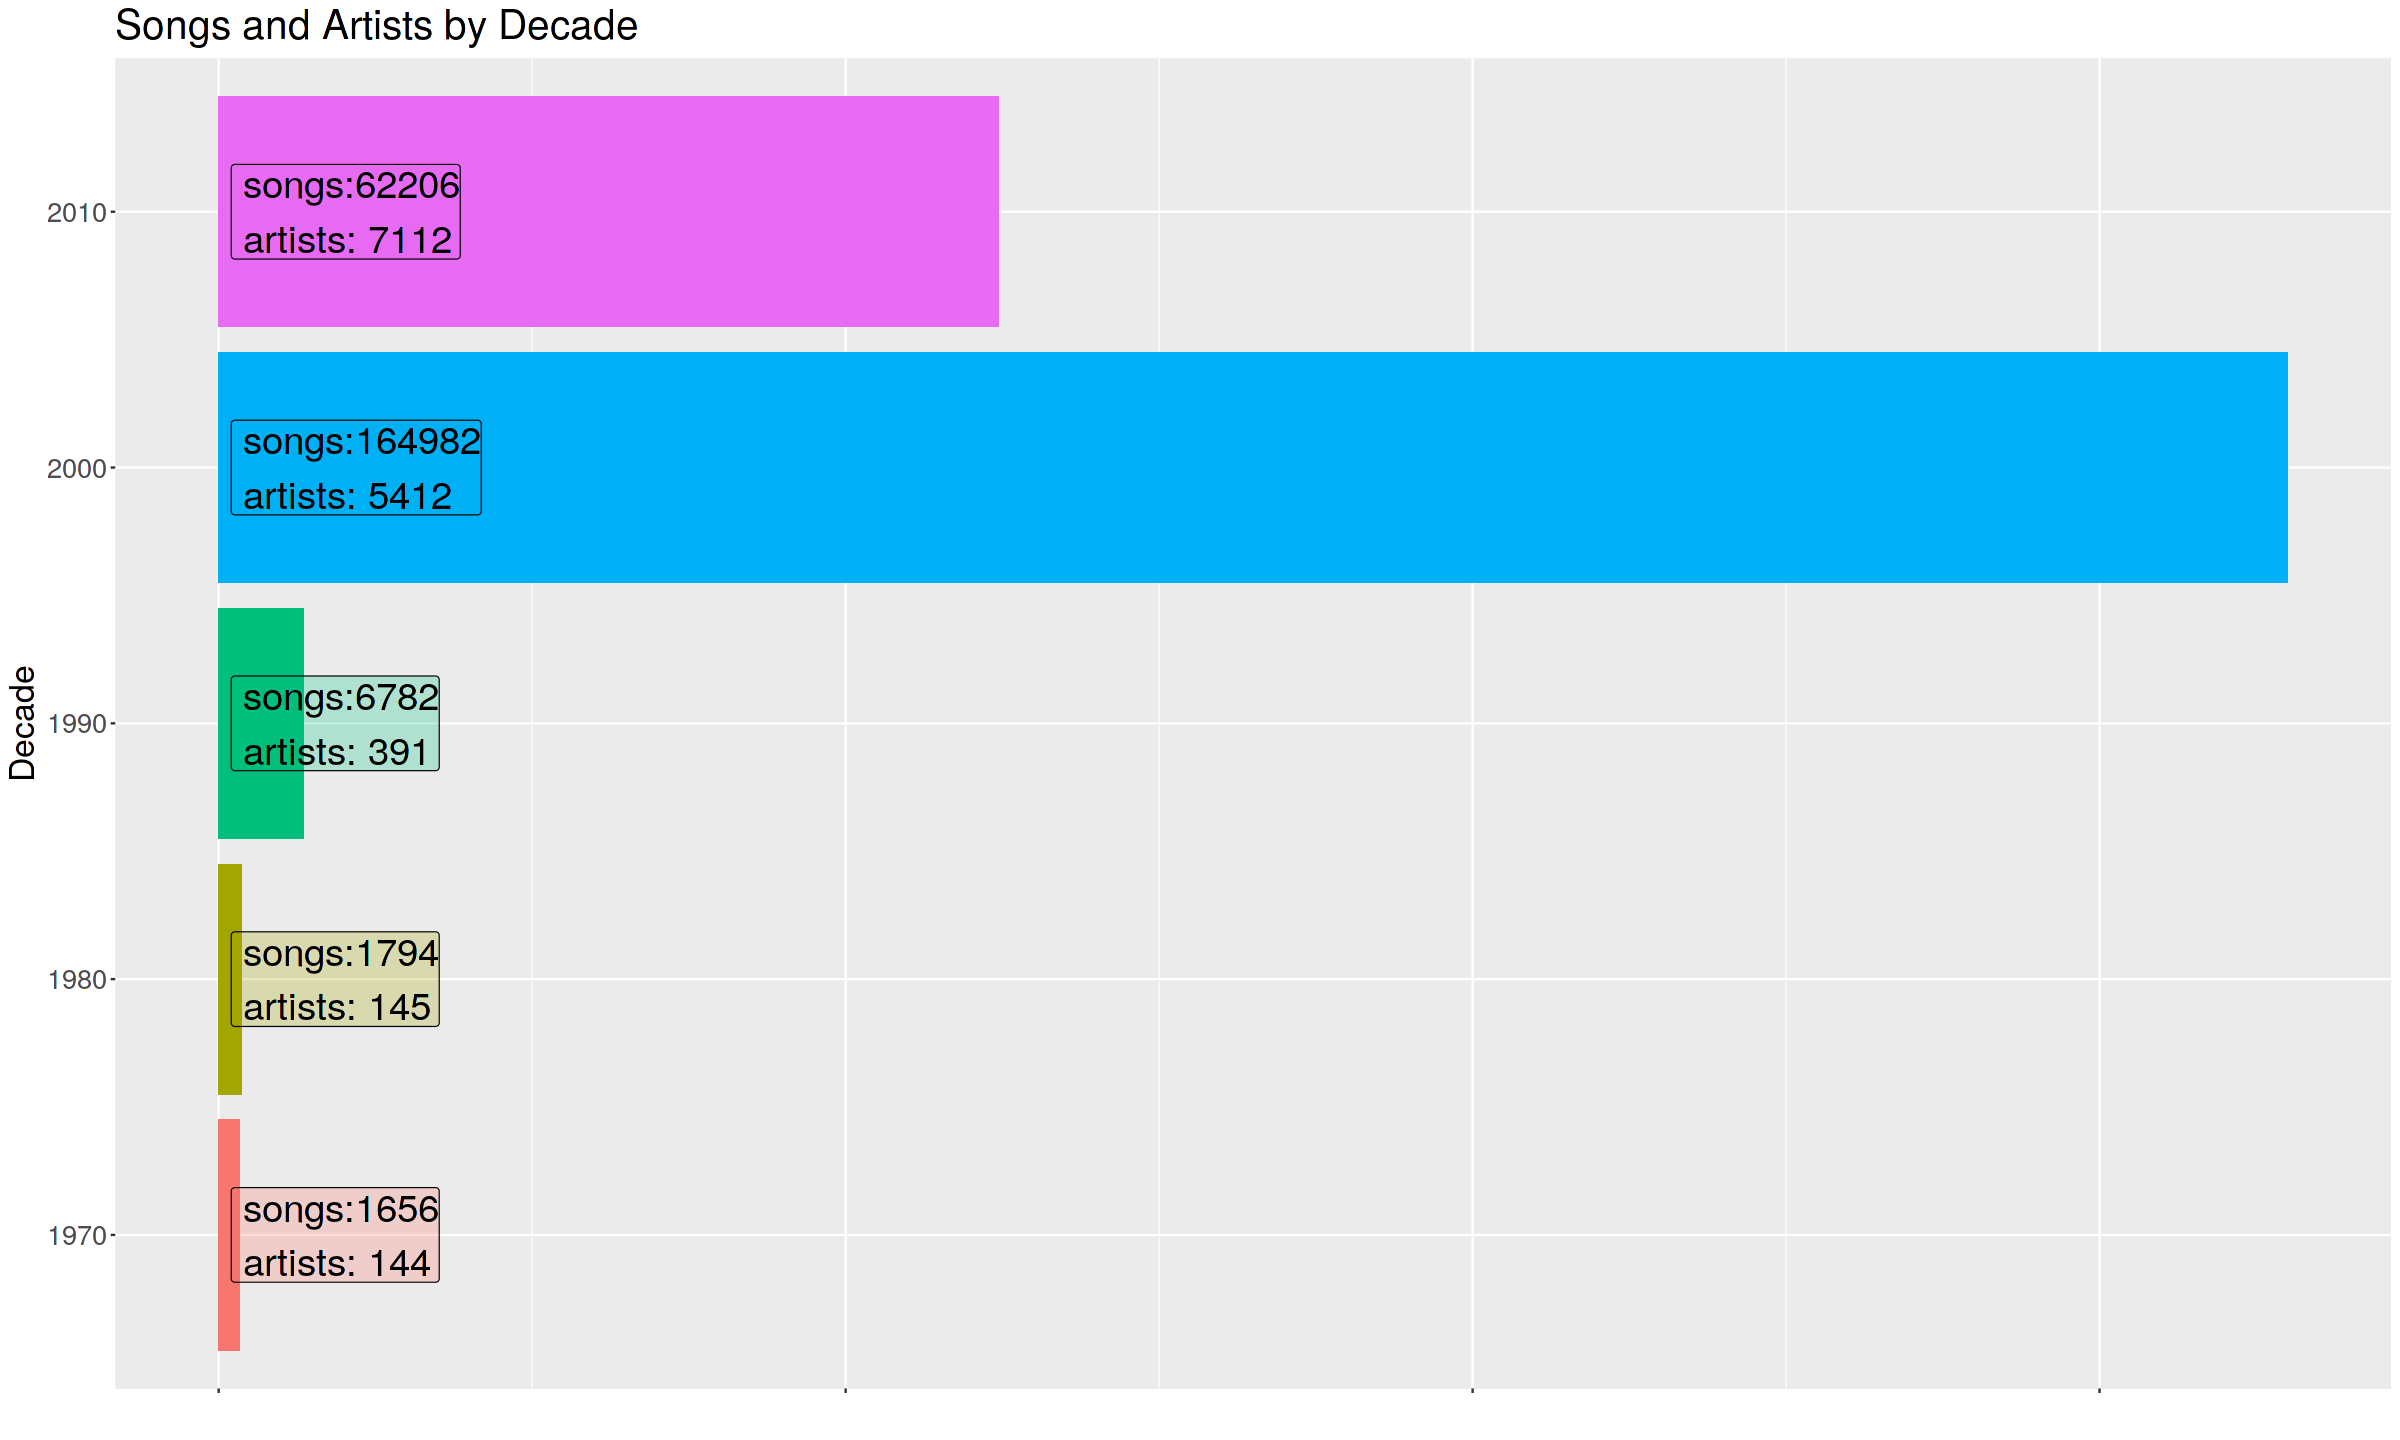 Songs and Artists by Decade
2010
songs:62206
artists: 7112
2000
songs:164982
artists: 5412
Decade
1990
songs:6782
artists: 391
1980
songs:1794
artists: 145
1970
songs:1656
artists: 144